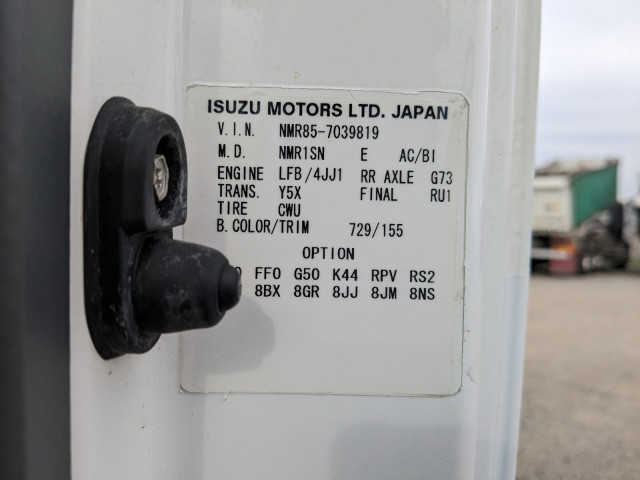 ISUZU MOTORS LTD. JAPAN
V.I.N. NMR85-7039819
M.D. NMR1SN E AC/BI
ENGINE LFB/4JJ1 RR AXLE G73
TRANS. Y5X FINAL RU1
TIRE CWU
B.COLOR/TRIM 729/155
OPTION
FFO G50 K44 RPV RS2
8BX 8GR 8JJ 8JM 8NS